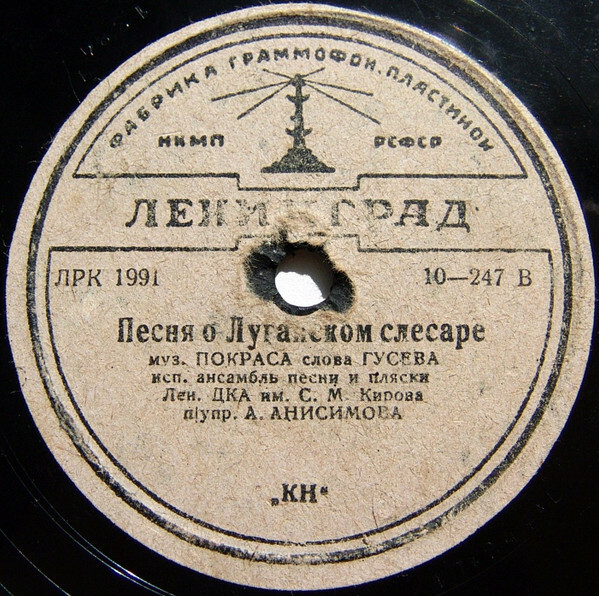 ФАБРИКА ГРАММОФОН. ПЛАСТИНОК
НКМП РСФСР
ЛЕНИНГРАД
ЛРК 1991 10—247 В
Песня о Луганском слесаре
муз. ПОКРАСА слова ГУСЕВА
исп. ансамбль песни и пляски
Лен. ДКА им. С. М. Кирова
п/упр. А. АНИСИМОВА
„КН“